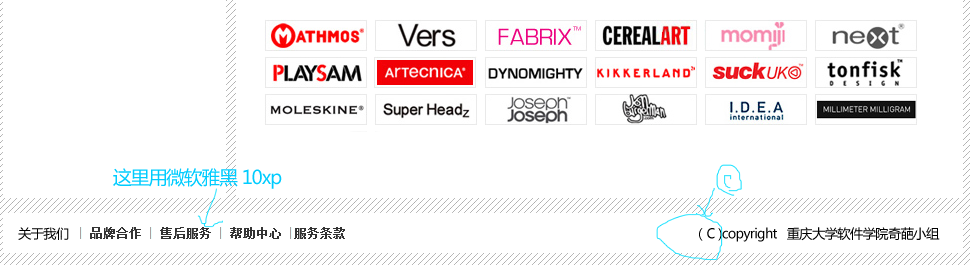 MATHMOS® Vers FABRIX™ CEREALART momiji next®
PLAYSAM ARTECNICA® DYNOMIGHTY KIKKERLAND suckUK tonfisk™ DESIGN
MOLESKINE® Super Headz Joseph™ Joseph I.D.E.A international MILLIMETER MILLIGRAM
这里用微软雅黑 10xp
C
关于我们 | 品牌合作 | 售后服务 | 帮助中心 | 服务条款 ( C )copyright 重庆大学软件学院奇葩小组